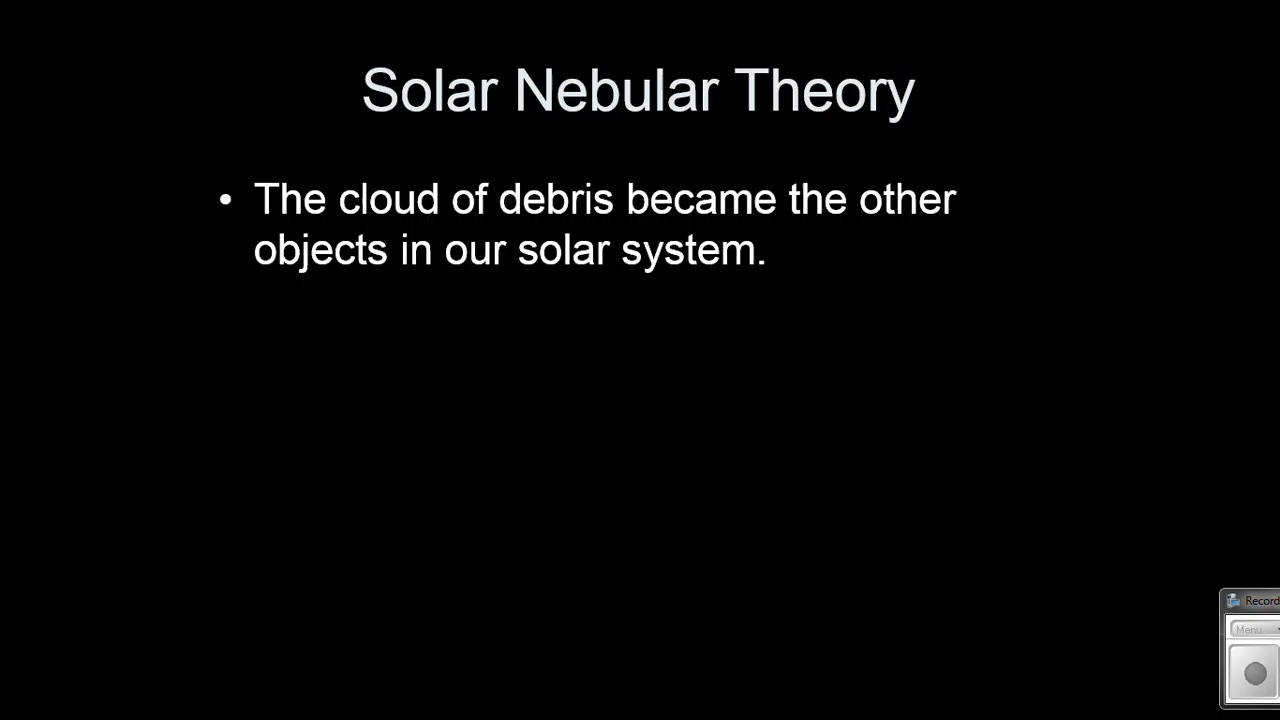 Solar Nebular Theory
• The cloud of debris became the other
objects in our solar system.
Record
Menu